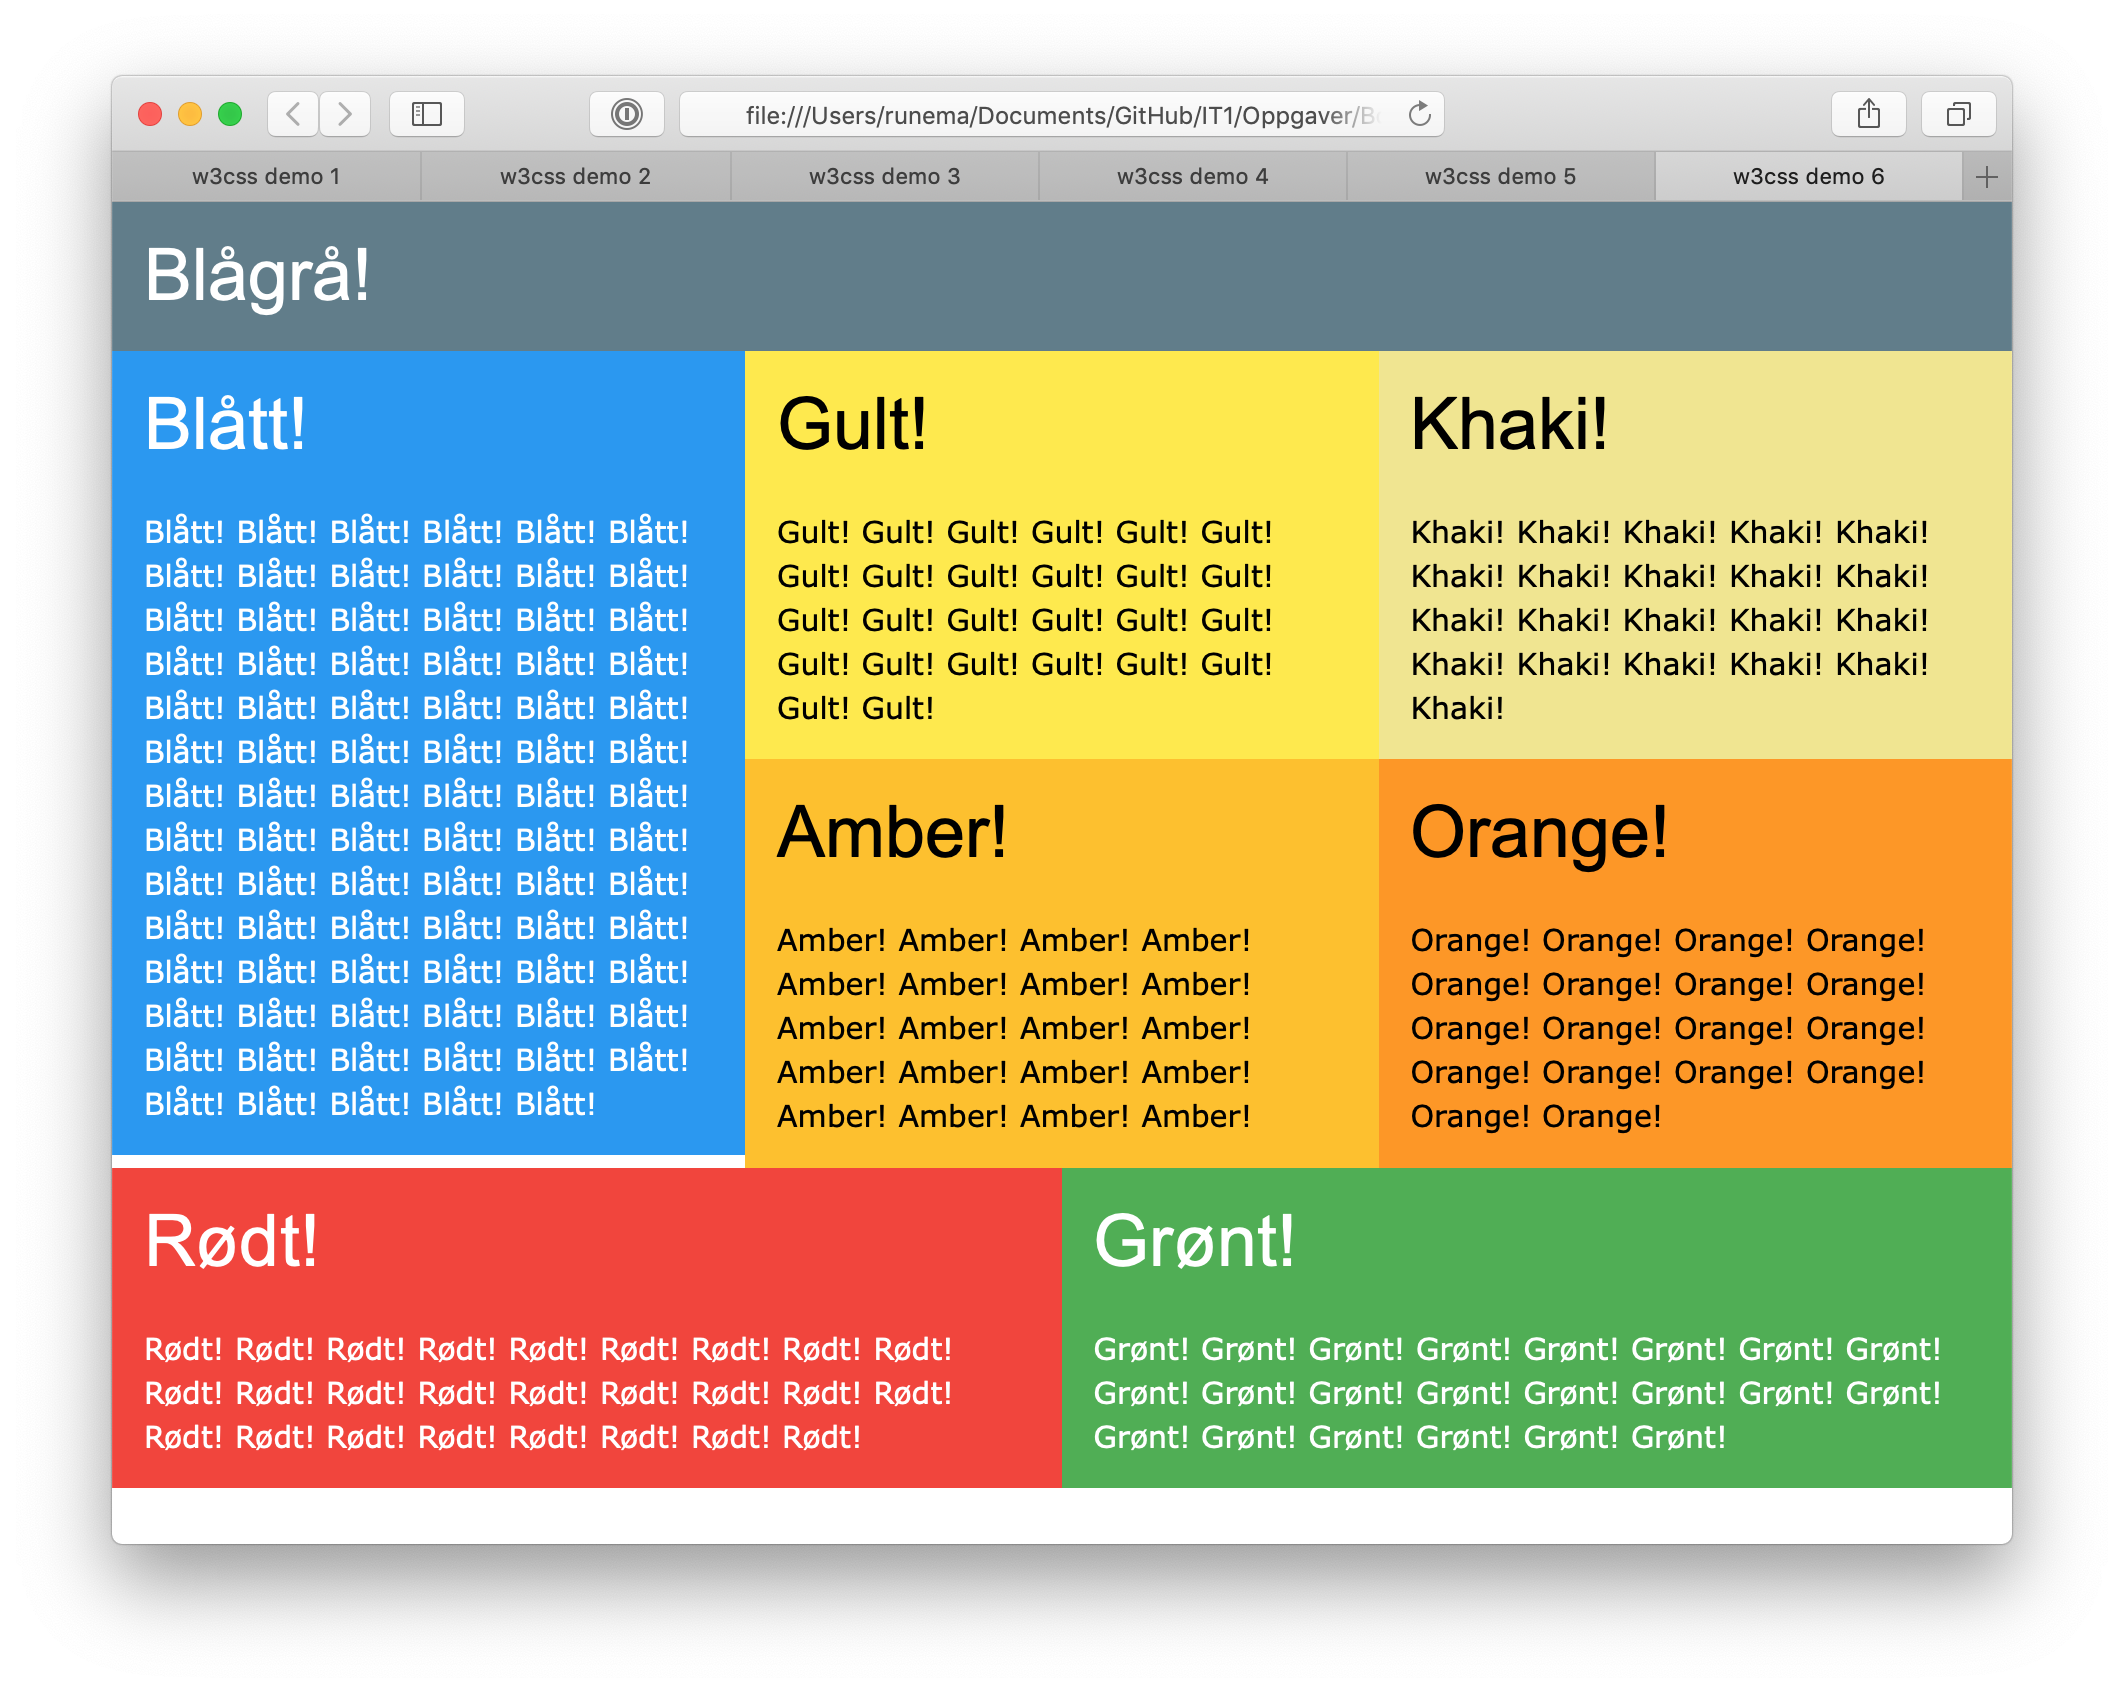 file:///Users/runema/Documents/GitHub/IT1/Oppgaver/
w3css demo 1
w3css demo 2
w3css demo 3
w3css demo 4
w3css demo 5
w3css demo 6
Blågrå!
Blått!
Blått! Blått! Blått! Blått! Blått! Blått!
Blått! Blått! Blått! Blått! Blått! Blått!
Blått! Blått! Blått! Blått! Blått! Blått!
Blått! Blått! Blått! Blått! Blått! Blått!
Blått! Blått! Blått! Blått! Blått! Blått!
Blått! Blått! Blått! Blått! Blått! Blått!
Blått! Blått! Blått! Blått! Blått! Blått!
Blått! Blått! Blått! Blått! Blått! Blått!
Blått! Blått! Blått! Blått! Blått! Blått!
Blått! Blått! Blått! Blått! Blått! Blått!
Blått! Blått! Blått! Blått! Blått! Blått!
Blått! Blått! Blått! Blått! Blått! Blått!
Blått! Blått! Blått! Blått! Blått! Blått!
Blått! Blått! Blått! Blått! Blått!
Gult!
Gult! Gult! Gult! Gult! Gult! Gult!
Gult! Gult! Gult! Gult! Gult! Gult!
Gult! Gult! Gult! Gult! Gult! Gult!
Gult! Gult! Gult! Gult! Gult! Gult!
Gult! Gult!
Khaki!
Khaki! Khaki! Khaki! Khaki! Khaki!
Khaki! Khaki! Khaki! Khaki! Khaki!
Khaki! Khaki! Khaki! Khaki! Khaki!
Khaki! Khaki! Khaki! Khaki! Khaki!
Khaki!
Amber!
Amber! Amber! Amber! Amber!
Amber! Amber! Amber! Amber!
Amber! Amber! Amber! Amber!
Amber! Amber! Amber! Amber!
Amber! Amber! Amber! Amber!
Orange!
Orange! Orange! Orange! Orange!
Orange! Orange! Orange! Orange!
Orange! Orange! Orange! Orange!
Orange! Orange! Orange! Orange!
Orange! Orange!
Rødt!
Rødt! Rødt! Rødt! Rødt! Rødt! Rødt! Rødt! Rødt! Rødt!
Rødt! Rødt! Rødt! Rødt! Rødt! Rødt! Rødt! Rødt! Rødt!
Rødt! Rødt! Rødt! Rødt! Rødt! Rødt! Rødt! Rødt!
Grønt!
Grønt! Grønt! Grønt! Grønt! Grønt! Grønt! Grønt! Grønt!
Grønt! Grønt! Grønt! Grønt! Grønt! Grønt! Grønt! Grønt!
Grønt! Grønt! Grønt! Grønt! Grønt! Grønt!